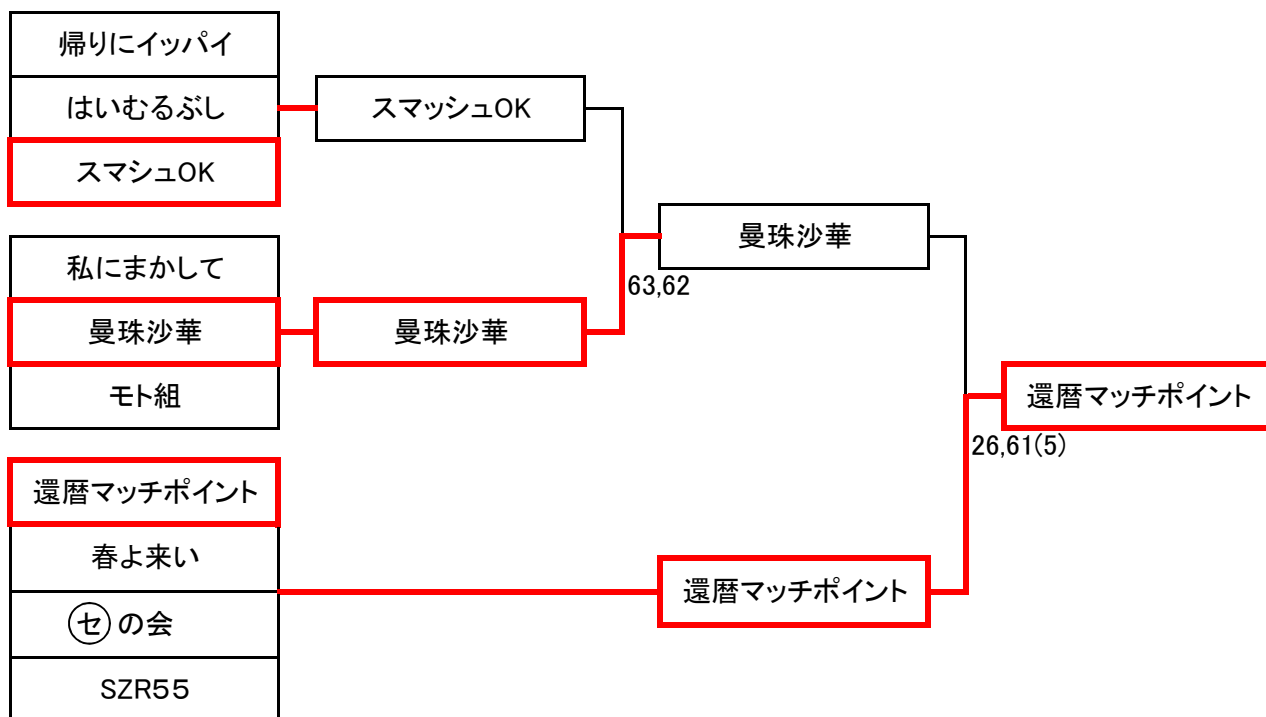 帰りにイッパイ
はいむるぶし
スマシュOK
私にまかして
曼珠沙華
モト組
還暦マッチポイント
春よ来い
㋝の会
SZR55
スマッシュOK
曼珠沙華
63,62
曼珠沙華
還暦マッチポイント
26,61(5)
還暦マッチポイント